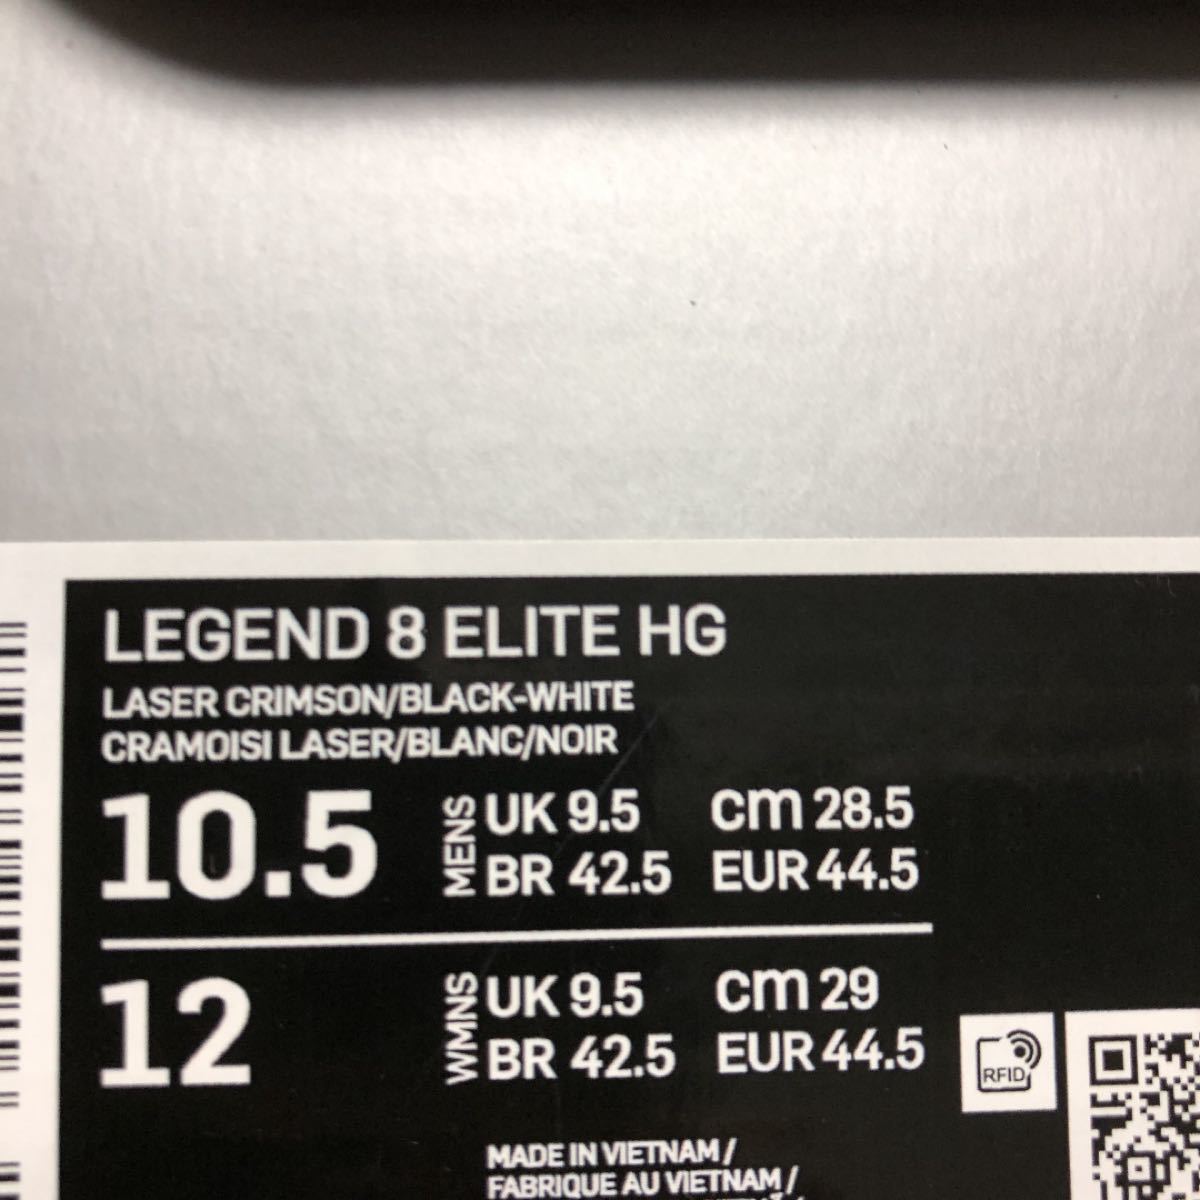 LEGEND 8 ELITE HG
LASER CRIMSON/BLACK-WHITE
CRAMOISI LASER/BLANC/NOIR
10.5 MENS UK 9.5 cm 28.5
BR 42.5 EUR 44.5
12 WMNS UK 9.5 cm 29
BR 42.5 EUR 44.5
RFID
MADE IN VIETNAM /
FABRIQUE AU VIETNAM /